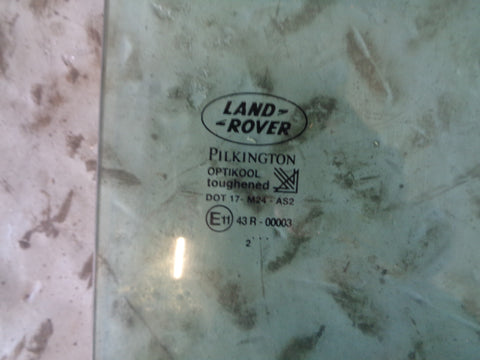 LAND-
-ROVER
PILKINGTON
OPTIKOOL
toughened
DOT 17- M24 - AS2
E11 43 R - 00003
2